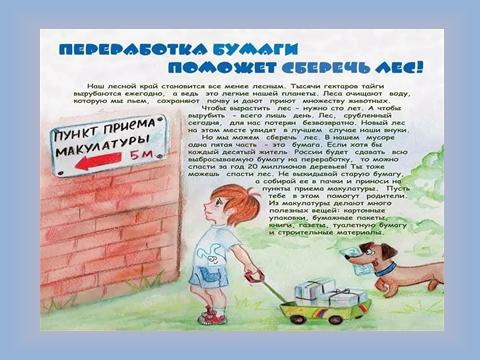 ПЕРЕРАБОТКА БУМАГИ
ПОМОЖЕТ СБЕРЕЧЬ ЛЕС!
Наш лесной край становится все менее лесным. Тысячи гектаров тайги
вырубаются ежегодно, а ведь это легкие нашей планеты. Леса очищают воду,
которую мы пьем, сохраняют почву и дают приют множеству животных.
Чтобы вырастить лес - нужно сто лет. А чтобы
вырубить - всего лишь день. Лес, срубленный
сегодня, для нас потерян безвозвратно. Новый лес
на этом месте увидят в лучшем случае наши внуки.
Но мы можем сберечь лес. В нашем мусоре
одна пятая часть - это бумага. Если хотя бы
каждый десятый житель России будет сдавать всю
выбрасываемую бумагу на переработку, то можно
спасти за год 20 миллионов деревьев! Ты тоже
можешь спасти лес. Не выкидывай старую бумагу,
а собирай ее в пачки и приноси на
пункты приема макулатуры. Пусть
тебе в этом помогут родители.
Из макулатуры делают много
полезных вещей: картонные
упаковки, бумажные пакеты,
книги, газеты, туалетную бумагу
и строительные материалы.
ПУНКТ ПРИЕМА
МАКУЛАТУРЫ
5 М